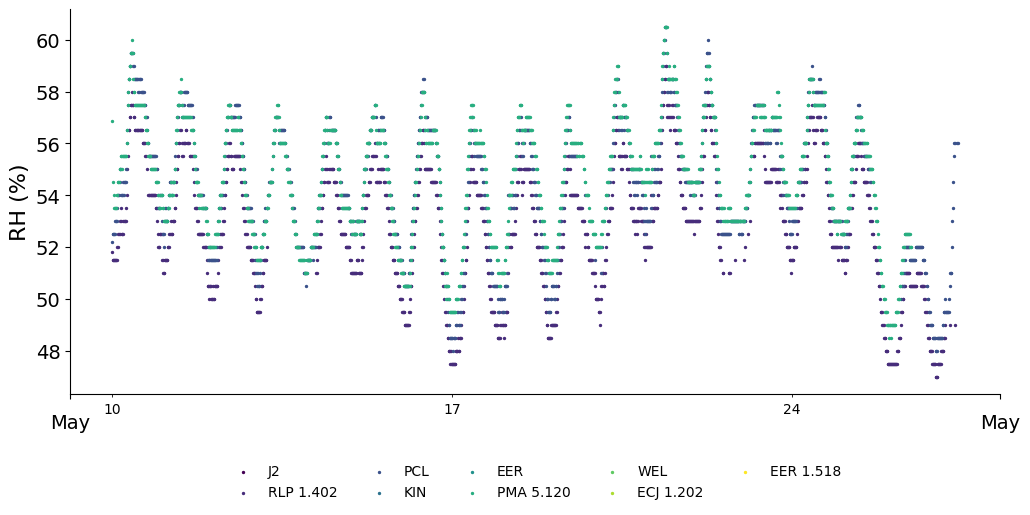 60
58
56
54
52
50
48
RH (%)
10
17
24
May
May
J2
PCL
EER
WEL
EER 1.518
RLP 1.402
KIN
PMA 5.120
ECJ 1.202